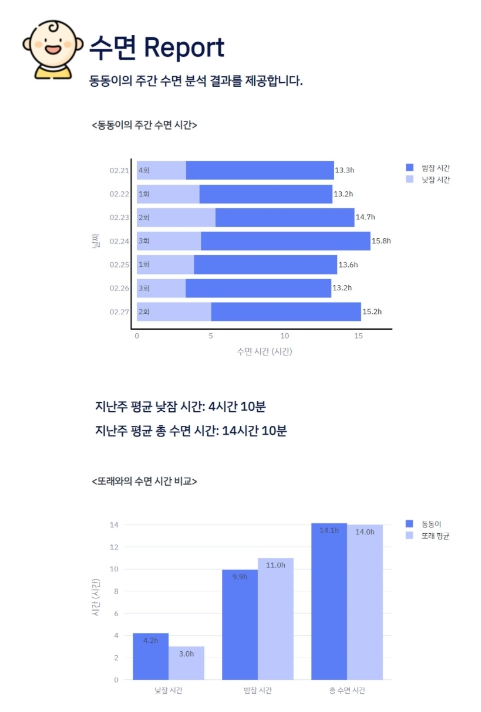 수면 Report
동동이의 주간 수면 분석 결과를 제공합니다.
<동동이의 주간 수면 시간>
02.21 4회 13.3h
02.22 1회 13.2h
02.23 2회 14.7h
02.24 3회 15.8h
02.25 1회 13.6h
02.26 3회 13.2h
02.27 2회 15.2h
날짜
0 5 10 15
수면 시간 (시간)
밤잠 시간
낮잠 시간
지난주 평균 낮잠 시간: 4시간 10분
지난주 평균 총 수면 시간: 14시간 10분
<또래와의 수면 시간 비교>
시간 (시간)
14
12
10
8
6
4
2
0
4.2h 3.0h
9.9h 11.0h
14.1h 14.0h
낮잠 시간 밤잠 시간 총 수면 시간
동동이
또래 평균